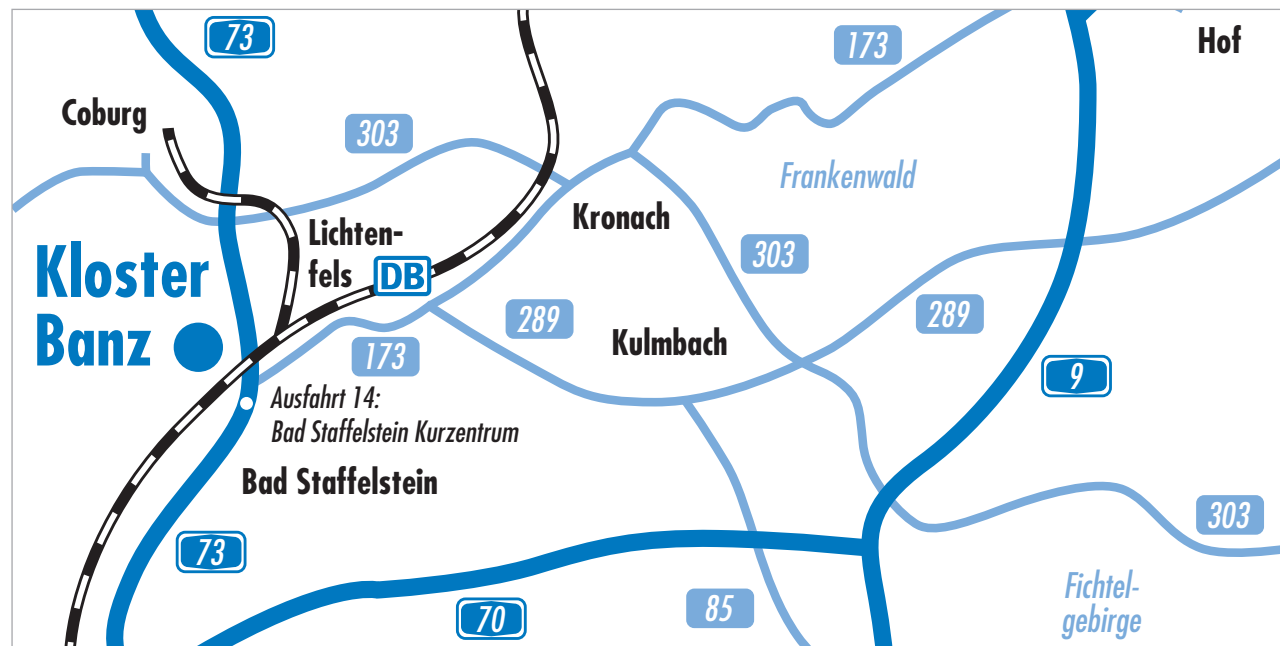 73
173
Hof
Coburg
303
Frankenwald
Kronach
Lichten-
fels
DB
303
Kloster
Banz
289
289
Kulmbach
173
9
Ausfahrt 14:
Bad Staffelstein Kurzentrum
Bad Staffelstein
303
73
Fichtel-
gebirge
85
70